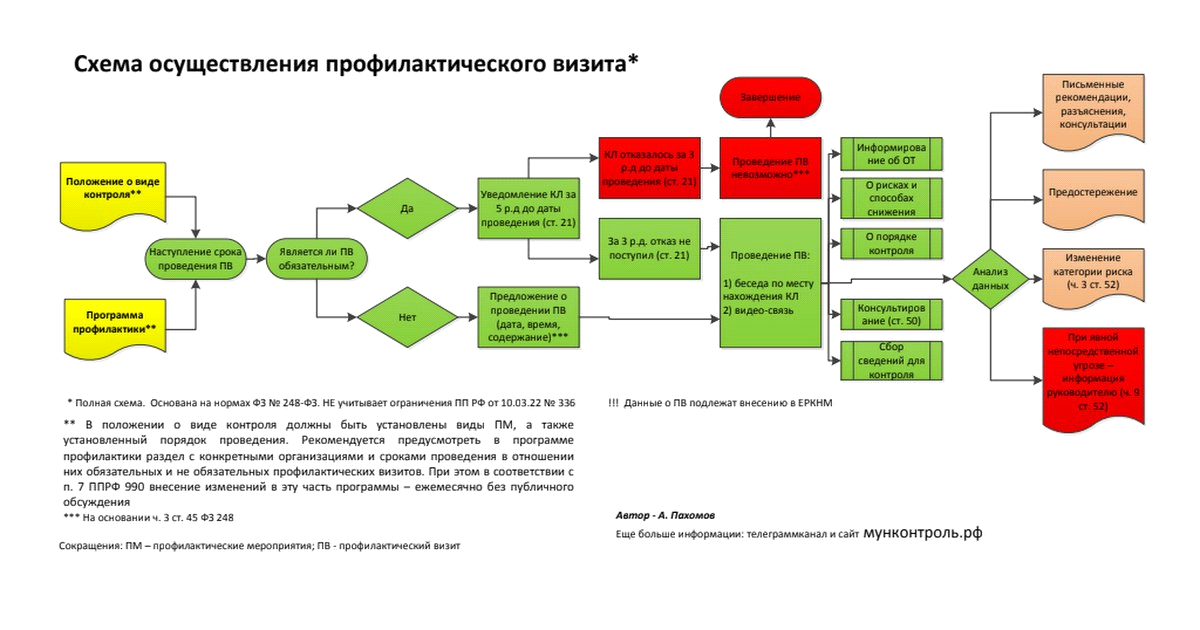 Схема осуществления профилактического визита*
Завершение
Письменные
рекомендации,
разъяснения,
консультации
КЛ отказалось за 3
р.д до даты
проведения (ст. 21)
Проведение ПВ
невозможно***
Информирова
ние об ОТ
Положение о виде
контроля**
Да
Уведомление КЛ за
5 р.д до даты
проведения (ст. 21)
О рисках и
способах
снижения
Предостережение
Наступление срока
проведения ПВ
Является ли ПВ
обязательным?
За 3 р.д. отказ не
поступил (ст. 21)
Проведение ПВ:
1) беседа по месту
нахождения КЛ
2) видео-связь
О порядке
контроля
Анализ
данных
Изменение
категории риска
(ч. 3 ст. 52)
Программа
профилактики**
Нет
Предложение о
проведении ПВ
(дата, время,
содержание)***
Консультиров
ание (ст. 50)
Сбор
сведений для
контроля
При явной
непосредственной
угрозе –
информация
руководителю (ч. 9
ст. 52)
* Полная схема. Основана на нормах ФЗ № 248-ФЗ. НЕ учитывает ограничения ПП РФ от 10.03.22 № 336
!!! Данные о ПВ подлежат внесению в ЕРКНМ
** В положении о виде контроля должны быть установлены виды ПМ, а также
установленный порядок проведения. Рекомендуется предусмотреть в программе
профилактики раздел с конкретными организациями и сроками проведения в отношении
них обязательных и не обязательных профилактических визитов. При этом в соответствии с
п. 7 ППРФ 990 внесение изменений в эту часть программы – ежемесячно без публичного
обсуждения
*** На основании ч. 3 ст. 45 ФЗ 248
Автор - А. Пахомов
Еще больше информации: телеграммканал и сайт мунконтроль.рф
Сокращения: ПМ – профилактические мероприятия; ПВ - профилактический визит